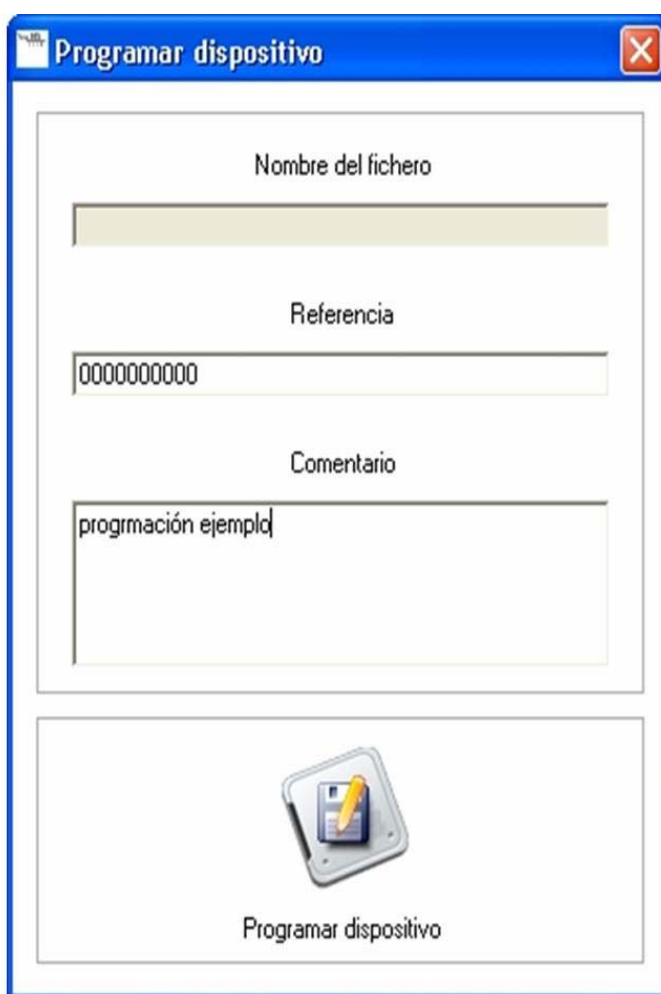 Programar dispositivo
Nombre del fichero
Referencia
0000000000
Comentario
progrmación ejemplo
Programar dispositivo